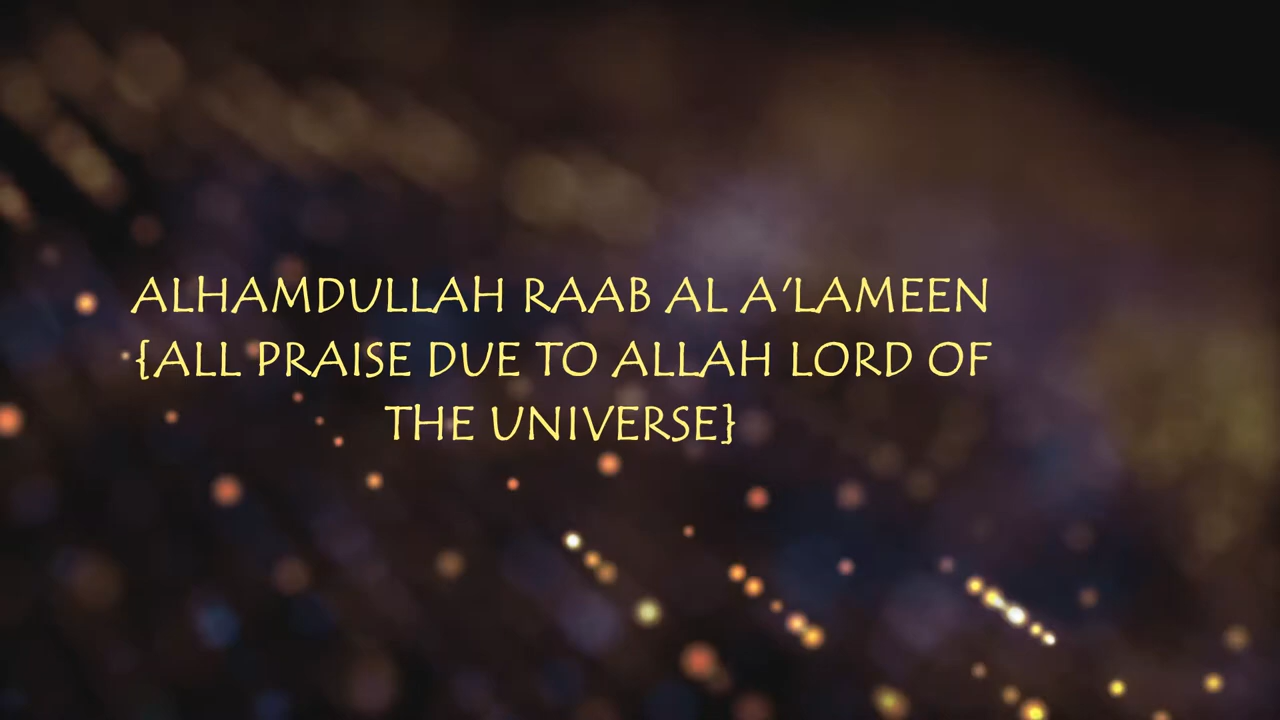 ALHAMDULLAH RAAB AL A'LAMEEN
{ALL PRAISE DUE TO ALLAH LORD OF
THE UNIVERSE}